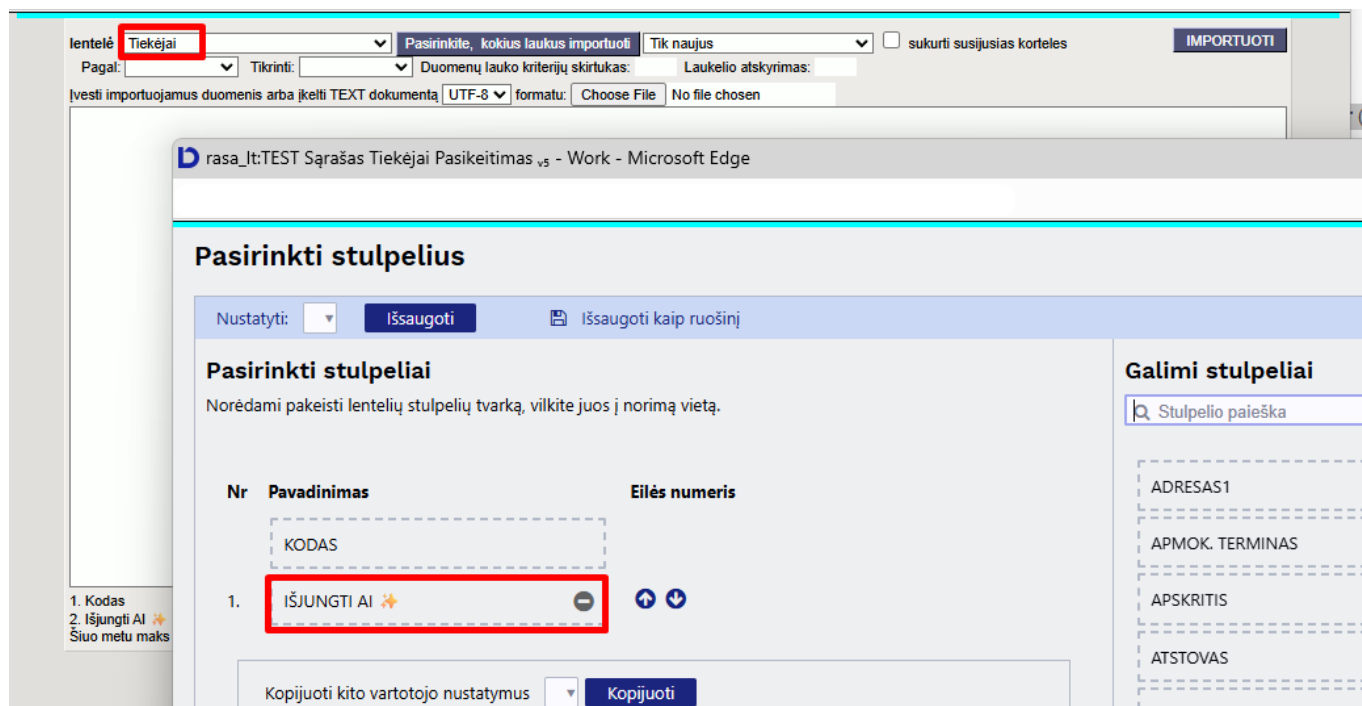 lentelė Tiekėjai Pasirinkite, kokius laukus importuoti Tik naujus sukurti susijusias korteles IMPORTUOTI
Pagal: Tikrinti: Duomenų lauko kriterijų skirtukas: Laukelio atskyrimas:
Įvesti importuojamus duomenis arba įkelti TEXT dokumentą UTF-8 formatu: Choose File No file chosen
rasa_lt:TEST Sąrašas Tiekėjai Pasikeitimas v5 - Work - Microsoft Edge
Pasirinkti stulpelius
Nustatyti: Išsaugoti Išsaugoti kaip ruošinį
Pasirinkti stulpeliai
Norėdami pakeisti lentelių stulpelių tvarką, vilkite juos į norimą vietą.
Nr Pavadinimas Eilės numeris
KODAS
1. IŠJUNGTI AI ✨
Kopijuoti kito vartotojo nustatymus Kopijuoti
Galimi stulpeliai
Stulpelio paieška
ADRESAS1
APMOK. TERMINAS
APSKRITIS
ATSTOVAS
1. Kodas
2. Išjungti AI ✨
Šiuo metu maks